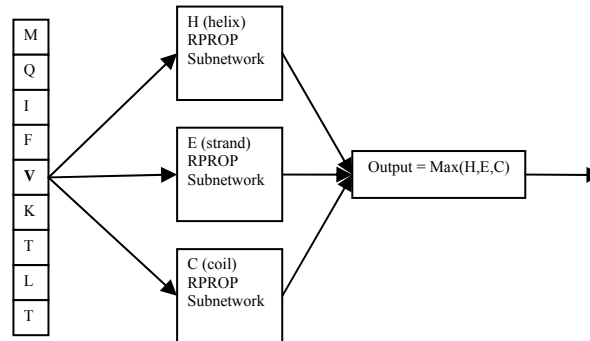 M
Q
I
F
V
K
T
L
T
H (helix)
RPROP
Subnetwork
E (strand)
RPROP
Subnetwork
C (coil)
RPROP
Subnetwork
Output = Max(H,E,C)